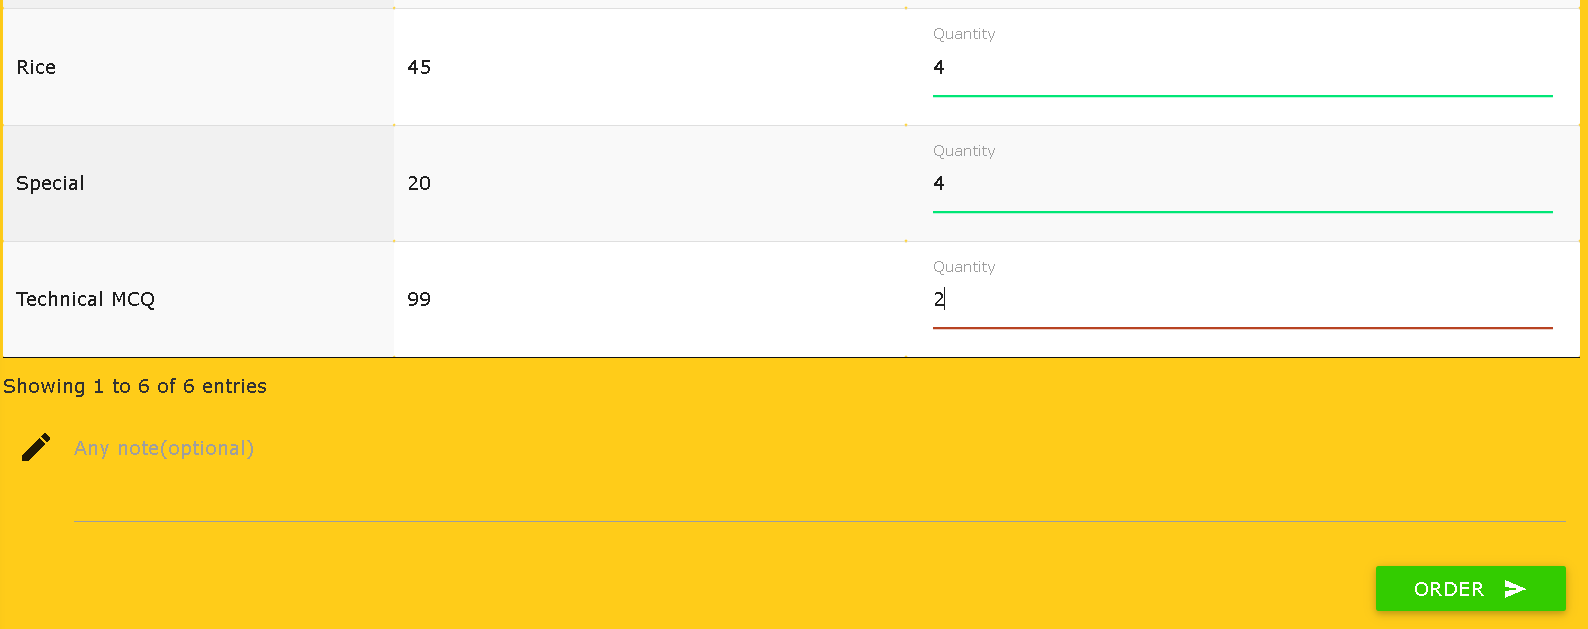 Quantity
Rice 45 4
Quantity
Special 20 4
Quantity
Technical MCQ 99 2
Showing 1 to 6 of 6 entries
Any note(optional)
ORDER